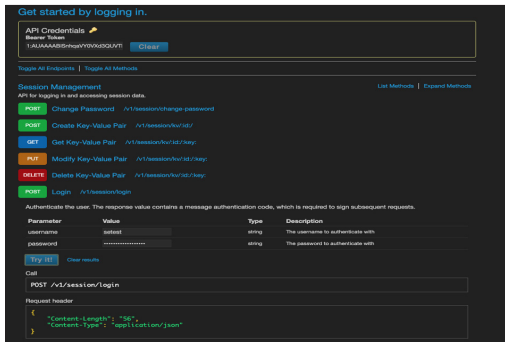 Get started by logging in.
API Credentials
Bearer Token
Clear
Toggle All Endpoints | Toggle All Methods
Session Management
List Methods | Expand Methods
API for logging in and accessing session data.
POST Change Password /v1/session/change-password
POST Create Key-Value Pair /v1/session/kv/:id:/
GET Get Key-Value Pair /v1/session/kv/:id:/:key:
PUT Modify Key-Value Pair /v1/session/kv/:id:/:key:
DELETE Delete Key-Value Pair /v1/session/kv/:id:/:key:
POST Login /v1/session/login
Authenticate the user. The response value contains a message authentication code, which is required to sign subsequent requests.
Parameter Value Type Description
username setest string The username to authenticate with
password ••••••••••••••••• string The password to authenticate with
Try it! Clear results
Call
POST /v1/session/login
Request header
{
"Content-Length": "56",
"Content-Type": "application/json"
}